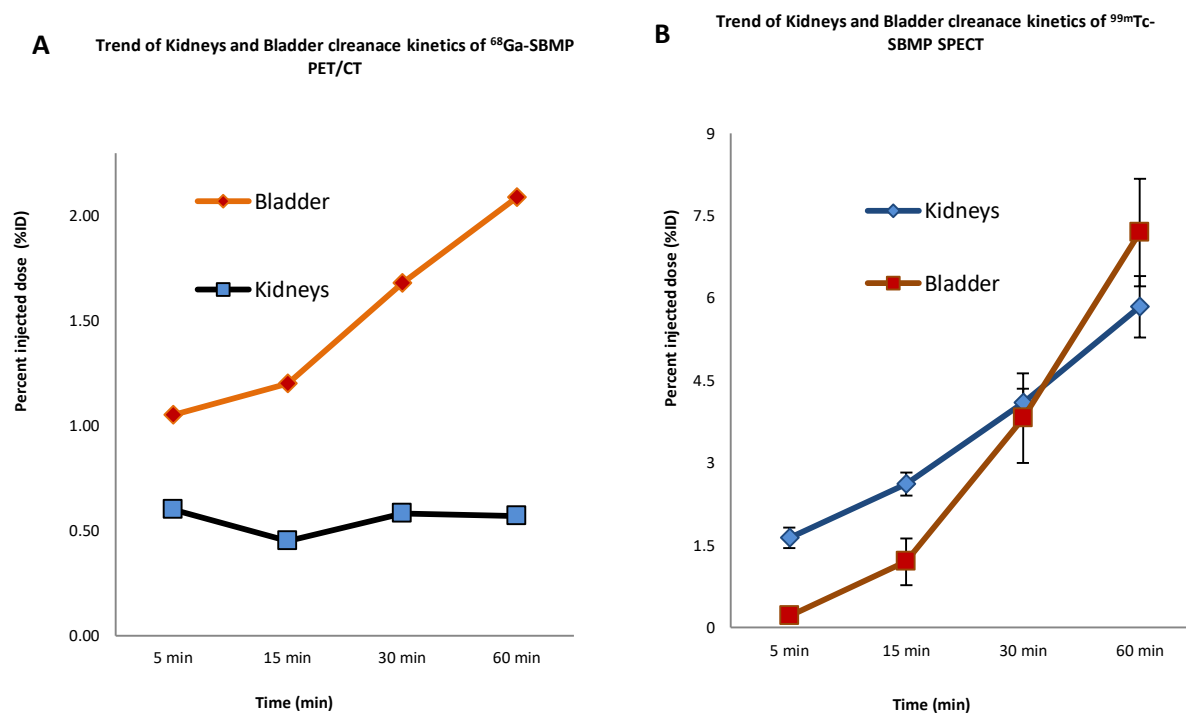 A
Trend of Kidneys and Bladder clreanace kinetics of ⁶⁸Ga-SBMP
PET/CT
Percent injected dose (%ID)
2.00
1.50
1.00
0.50
0.00
Bladder
Kidneys
5 min
15 min
30 min
60 min
Time (min)
B
Trend of Kidneys and Bladder clreanace kinetics of ⁹⁹ᵐTc-
SBMP SPECT
Percent injected dose (%ID)
9
7.5
6
4.5
3
1.5
0
Kidneys
Bladder
5 min
15 min
30 min
60 min
Time (min)